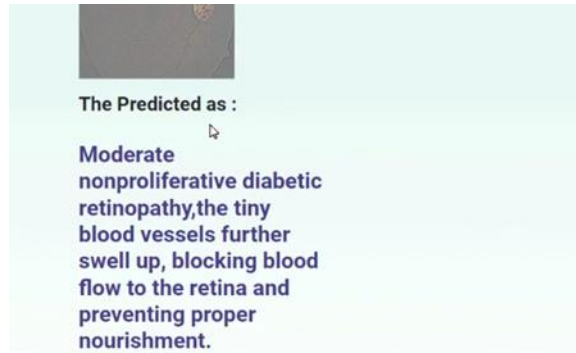 The Predicted as :
Moderate
nonproliferative diabetic
retinopathy,the tiny
blood vessels further
swell up, blocking blood
flow to the retina and
preventing proper
nourishment.